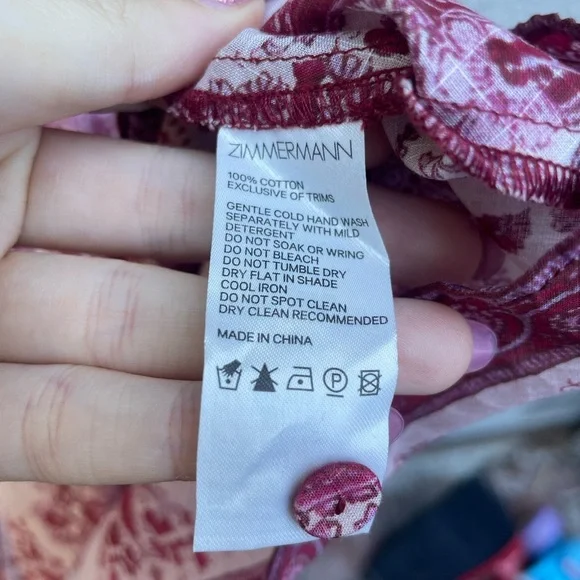 ZIMMERMANN
100% COTTON
EXCLUSIVE OF TRIMS
GENTLE COLD HAND WASH
SEPARATELY WITH MILD
DETERGENT
DO NOT SOAK OR WRING
DO NOT BLEACH
DO NOT TUMBLE DRY
DRY FLAT IN SHADE
COOL IRON
DO NOT SPOT CLEAN
DRY CLEAN RECOMMENDED
MADE IN CHINA
P